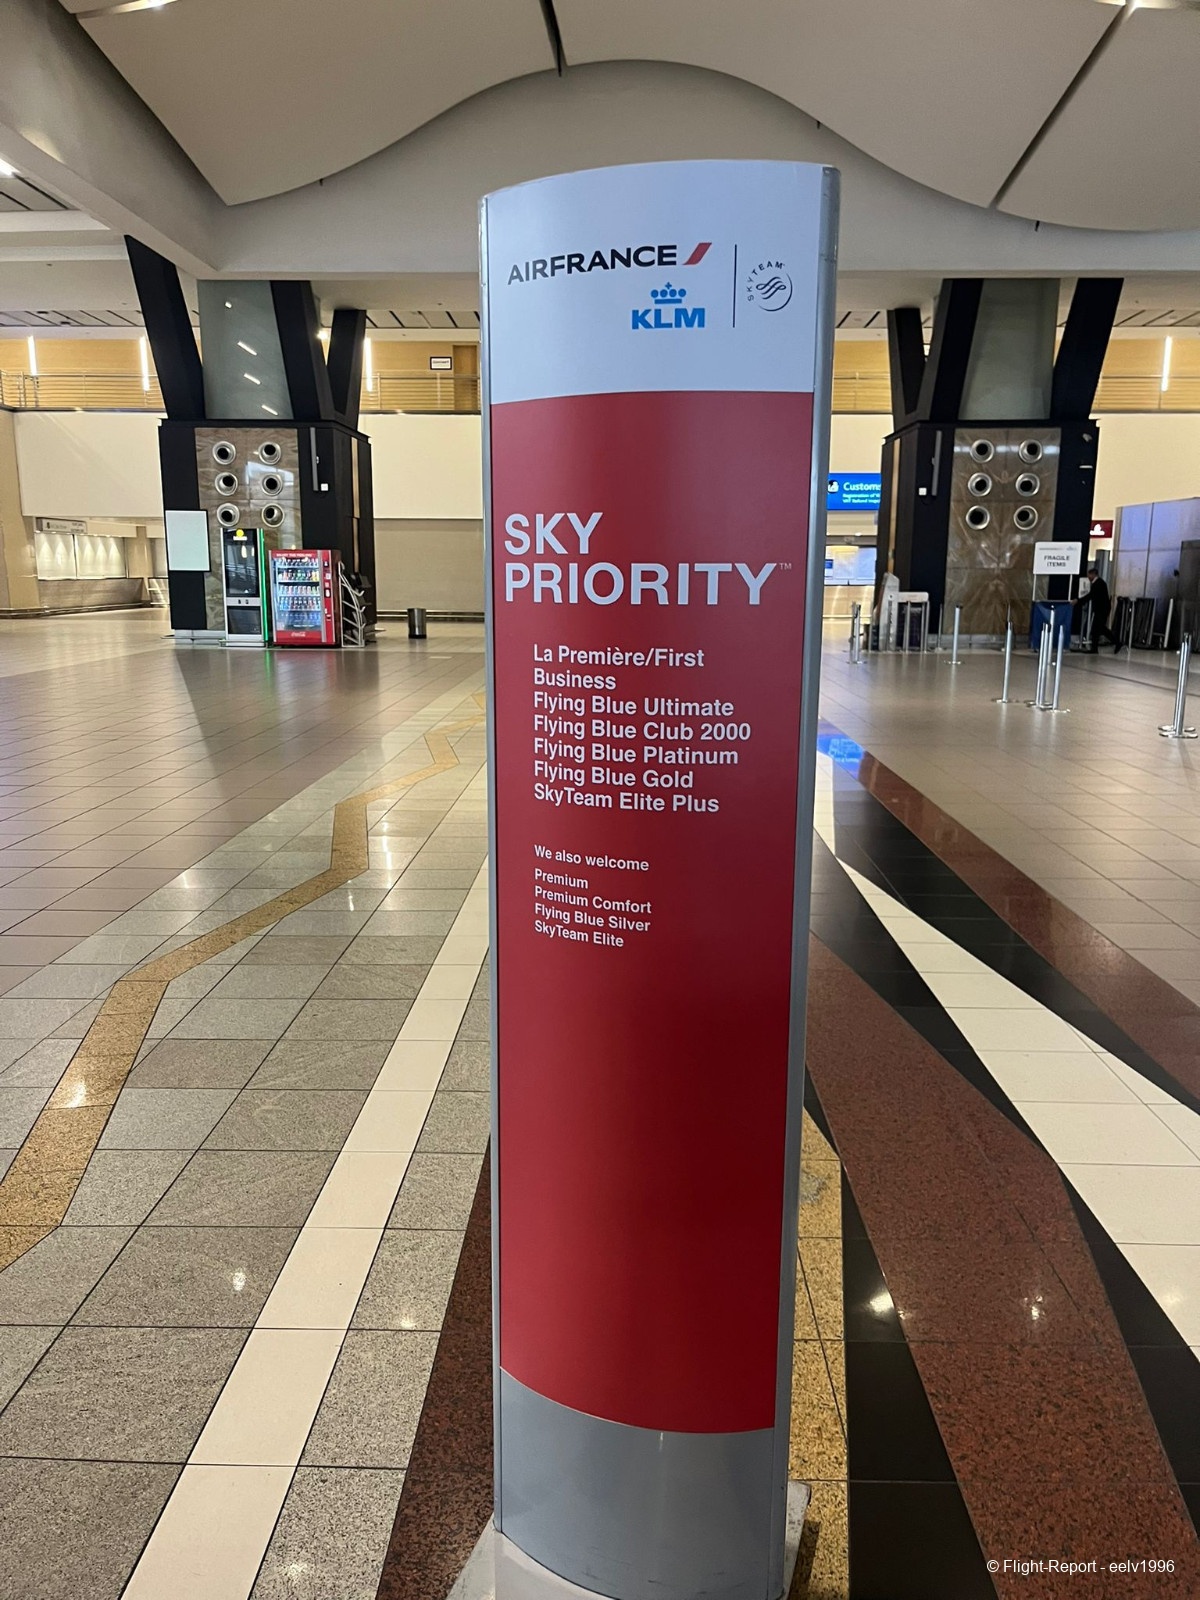 AIRFRANCE
KLM
SKYTEAM
SKY
PRIORITY™
La Première/First
Business
Flying Blue Ultimate
Flying Blue Club 2000
Flying Blue Platinum
Flying Blue Gold
SkyTeam Elite Plus
We also welcome
Premium
Premium Comfort
Flying Blue Silver
SkyTeam Elite
Customs
FRAGILE
ITEMS
© Flight-Report - eelv1996